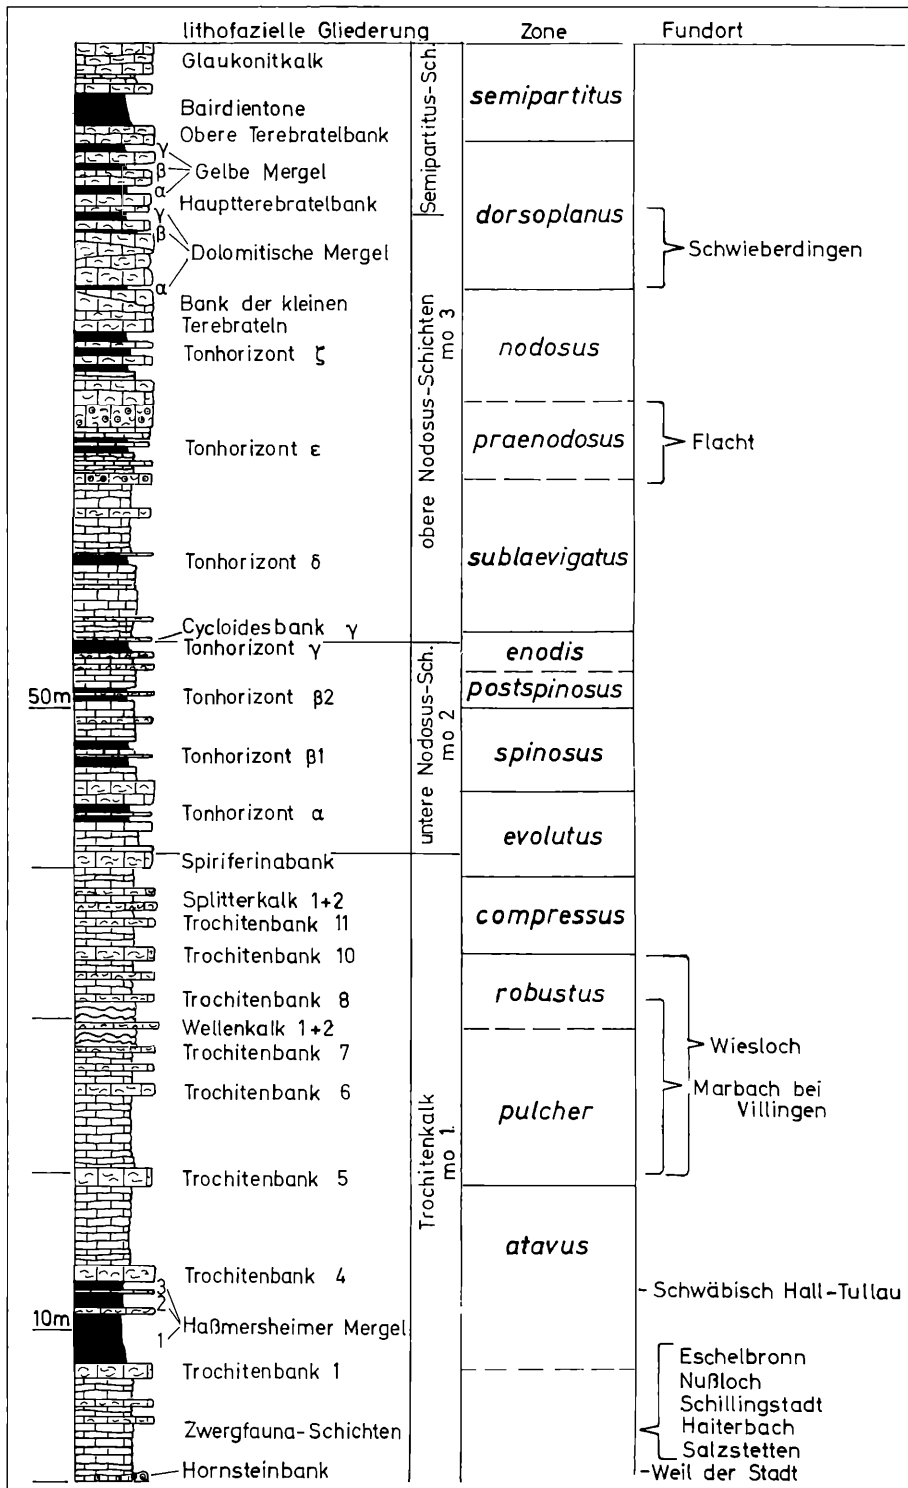 lithofazielle Gliederung
Zone
Fundort
Glaukonitkalk
Bairdientone
Obere Terebratelbank
γ
β
α
Gelbe Mergel
Hauptterebratelbank
γ
β
α
Dolomitische Mergel
Bank der kleinen
Terebrateln
Tonhorizont ζ
Tonhorizont ε
Tonhorizont δ
Cycloidesbank γ
Tonhorizont γ
50m
Tonhorizont β2
Tonhorizont β1
Tonhorizont α
Spiriferinabank
Splitterkalk 1+2
Trochitenbank 11
Trochitenbank 10
Trochitenbank 8
Wellenkalk 1+2
Trochitenbank 7
Trochitenbank 6
Trochitenbank 5
Trochitenbank 4
3
2
1
Haßmersheimer Mergel
10m
Trochitenbank 1
Zwergfauna-Schichten
Hornsteinbank
Semipartitus-Sch.
obere Nodosus-Schichten
mo 3
untere Nodosus-Sch.
mo 2
Trochitenkalk
mo 1
semipartitus
dorsoplanus
nodosus
praenodosus
sublaevigatus
enodis
postspinosus
spinosus
evolutus
compressus
robustus
pulcher
atavus
Schwieberdingen
Flacht
Wiesloch
Marbach bei
Villingen
-Schwäbisch Hall-Tullau
Eschelbronn
Nußloch
Schillingstadt
Haiterbach
Salzstetten
-Weil der Stadt